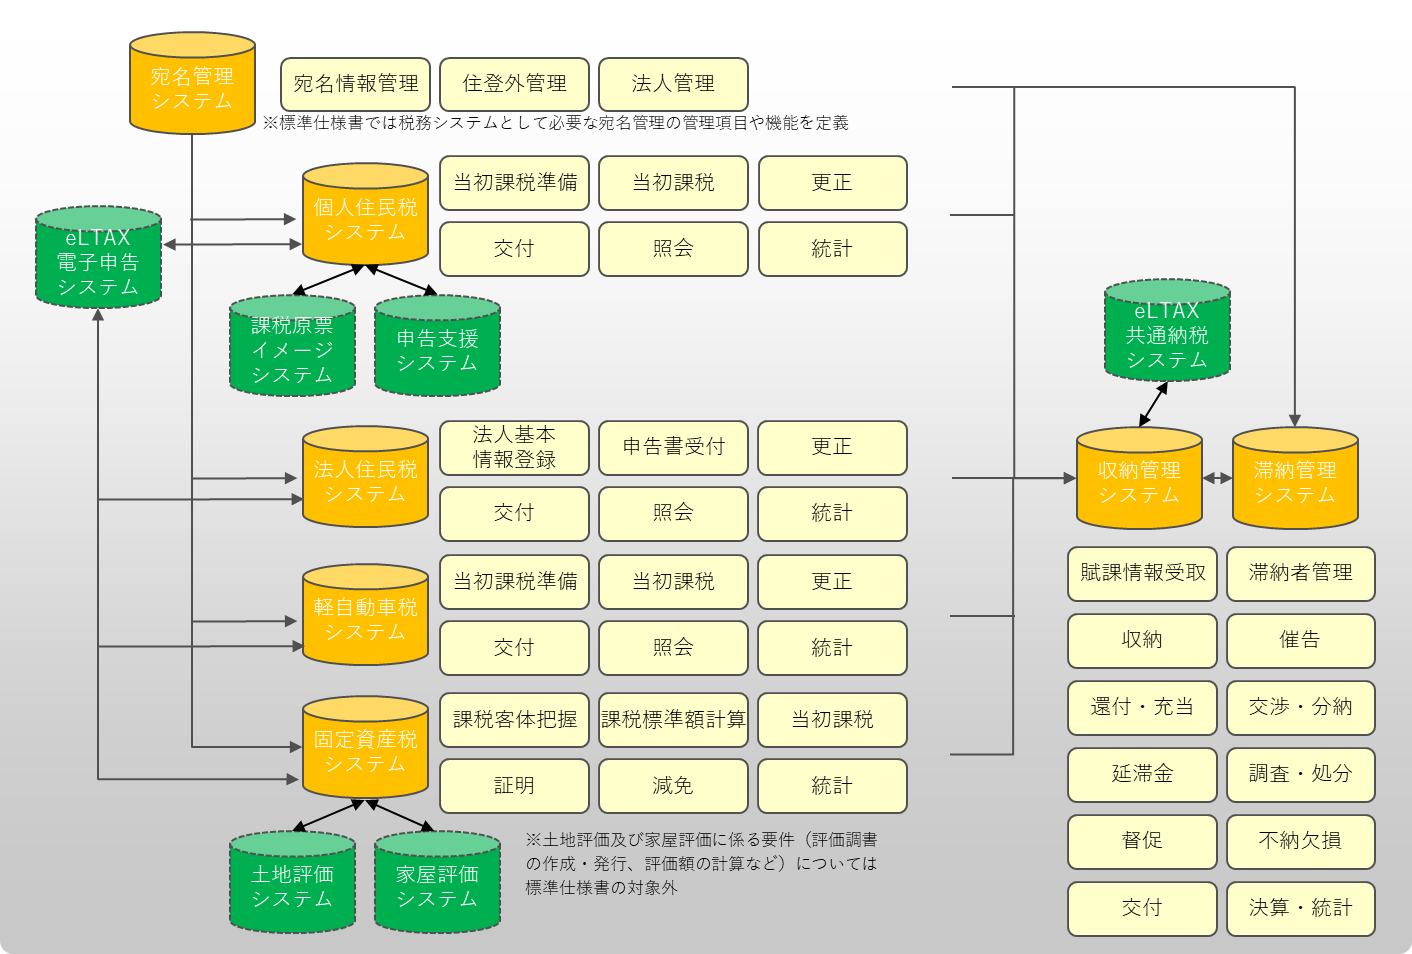 宛名管理
システム
宛名情報管理
住登外管理
法人管理
※標準仕様書では税務システムとして必要な宛名管理の管理項目や機能を定義
eLTAX
電子申告
システム
個人住民税
システム
当初課税準備
当初課税
更正
交付
照会
統計
課税原票
イメージ
システム
申告支援
システム
法人住民税
システム
法人基本
情報登録
申告書受付
更正
交付
照会
統計
軽自動車税
システム
当初課税準備
当初課税
更正
交付
照会
統計
固定資産税
システム
課税客体把握
課税標準額計算
当初課税
証明
減免
統計
土地評価
システム
家屋評価
システム
※土地評価及び家屋評価に係る要件（評価調書
の作成・発行、評価額の計算など）については
標準仕様書の対象外
eLTAX
共通納税
システム
収納管理
システム
滞納管理
システム
賦課情報受取
滞納者管理
収納
催告
還付・充当
交渉・分納
延滞金
調査・処分
督促
不納欠損
交付
決算・統計